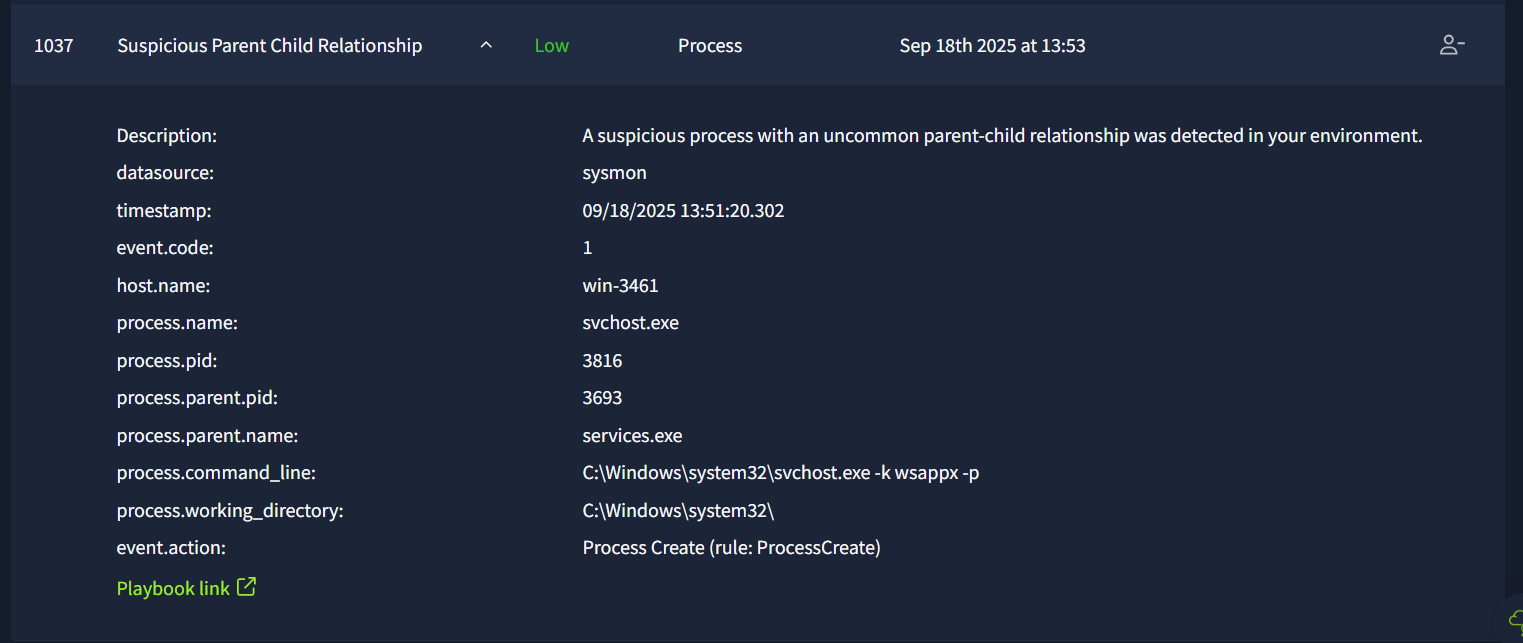 1037 Suspicious Parent Child Relationship Low Process Sep 18th 2025 at 13:53
Description: A suspicious process with an uncommon parent-child relationship was detected in your environment.
datasource: sysmon
timestamp: 09/18/2025 13:51:20.302
event.code: 1
host.name: win-3461
process.name: svchost.exe
process.pid: 3816
process.parent.pid: 3693
process.parent.name: services.exe
process.command_line: C:\Windows\system32\svchost.exe -k wsappx -p
process.working_directory: C:\Windows\system32\
event.action: Process Create (rule: ProcessCreate)
Playbook link